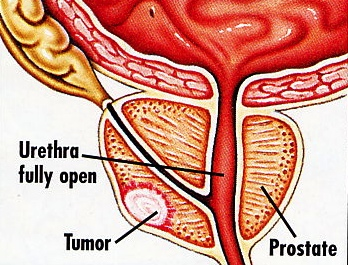 Urethra
fully open
Tumor
Prostate